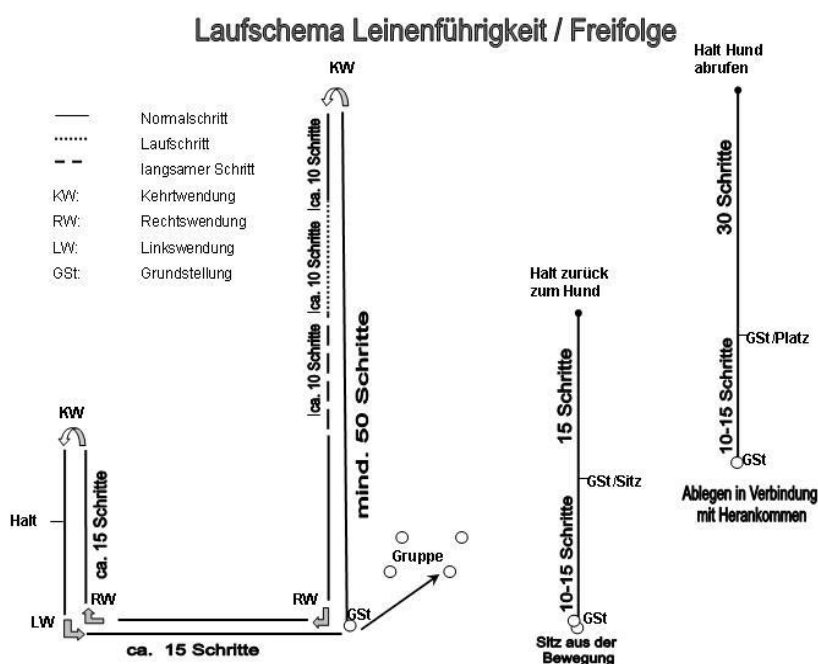 Laufschema Leinenführigkeit / Freifolge
Normalschritt
Laufschritt
langsamer Schritt
KW: Kehrtwendung
RW: Rechtswendung
LW: Linkswendung
GSt: Grundstellung
KW
ca. 10 Schritte
ca. 10 Schritte
ca. 10 Schritte
mind. 50 Schritte
KW
Halt
ca. 15 Schritte
RW
LW
RW
ca. 15 Schritte
GSt
Gruppe
Halt zurück
zum Hund
15 Schritte
GSt/Sitz
10-15 Schritte
GSt
Sitz aus der
Bewegung
Halt Hund
abrufen
30 Schritte
GSt/Platz
10-15 Schritte
GSt
Ablegen in Verbindung
mit Herankommen